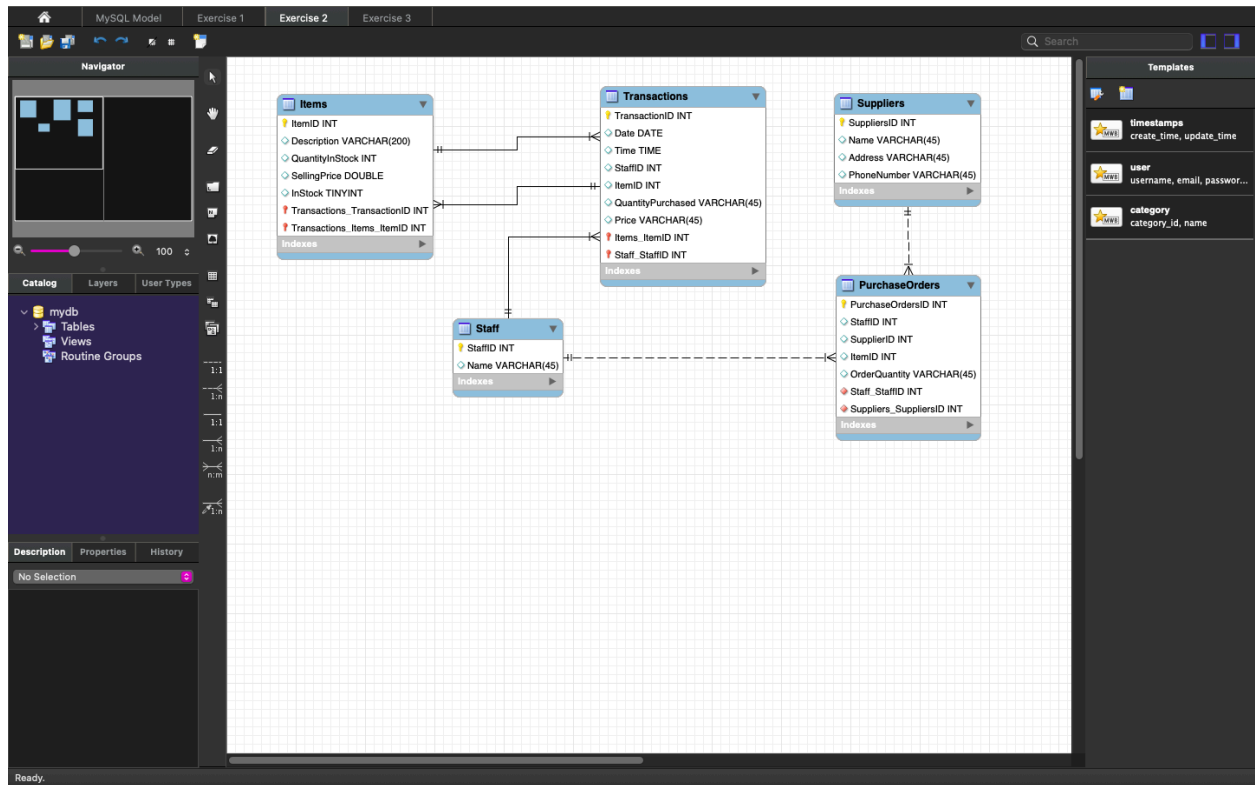 MySQL Model
Exercise 1
Exercise 2
Exercise 3
Search
Navigator
100
Catalog
Layers
User Types
mydb
Tables
Views
Routine Groups
Description
Properties
History
No Selection
1:1
1:n
1:1
1:n
n:m
1:n
Items
ItemID INT
Description VARCHAR(200)
QuantityInStock INT
SellingPrice DOUBLE
InStock TINYINT
Transactions_TransactionID INT
Transactions_Items_ItemID INT
Indexes
Transactions
TransactionID INT
Date DATE
Time TIME
StaffID INT
ItemID INT
QuantityPurchased VARCHAR(45)
Price VARCHAR(45)
Items_ItemID INT
Staff_StaffID INT
Indexes
Suppliers
SuppliersID INT
Name VARCHAR(45)
Address VARCHAR(45)
PhoneNumber VARCHAR(45)
Indexes
Staff
StaffID INT
Name VARCHAR(45)
Indexes
PurchaseOrders
PurchaseOrdersID INT
StaffID INT
SupplierID INT
ItemID INT
OrderQuantity VARCHAR(45)
Staff_StaffID INT
Suppliers_SuppliersID INT
Indexes
Templates
MWB
timestamps
create_time, update_time
MWB
user
username, email, passwor...
MWB
category
category_id, name
Ready.